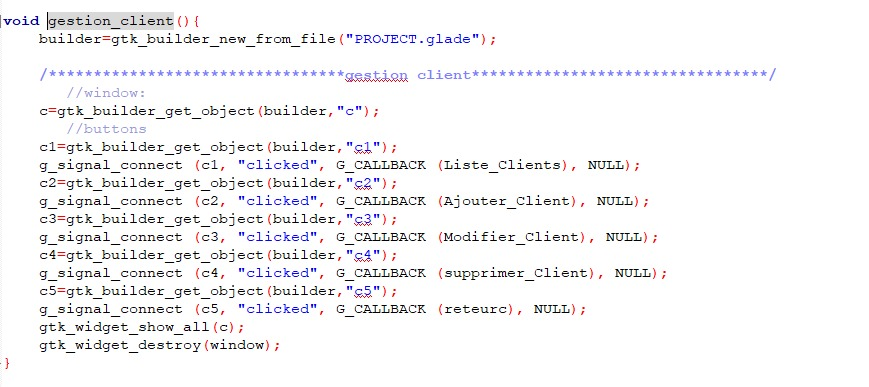 void gestion_client(){
builder=gtk_builder_new_from_file("PROJECT.glade");
/*********************************gestion client*********************************/
//window:
c=gtk_builder_get_object(builder,"c");
//buttons
c1=gtk_builder_get_object(builder,"c1");
g_signal_connect (c1, "clicked", G_CALLBACK (Liste_Clients), NULL);
c2=gtk_builder_get_object(builder,"c2");
g_signal_connect (c2, "clicked", G_CALLBACK (Ajouter_Client), NULL);
c3=gtk_builder_get_object(builder,"c3");
g_signal_connect (c3, "clicked", G_CALLBACK (Modifier_Client), NULL);
c4=gtk_builder_get_object(builder,"c4");
g_signal_connect (c4, "clicked", G_CALLBACK (supprimer_Client), NULL);
c5=gtk_builder_get_object(builder,"c5");
g_signal_connect (c5, "clicked", G_CALLBACK (reteurc), NULL);
gtk_widget_show_all(c);
gtk_widget_destroy(window);
}